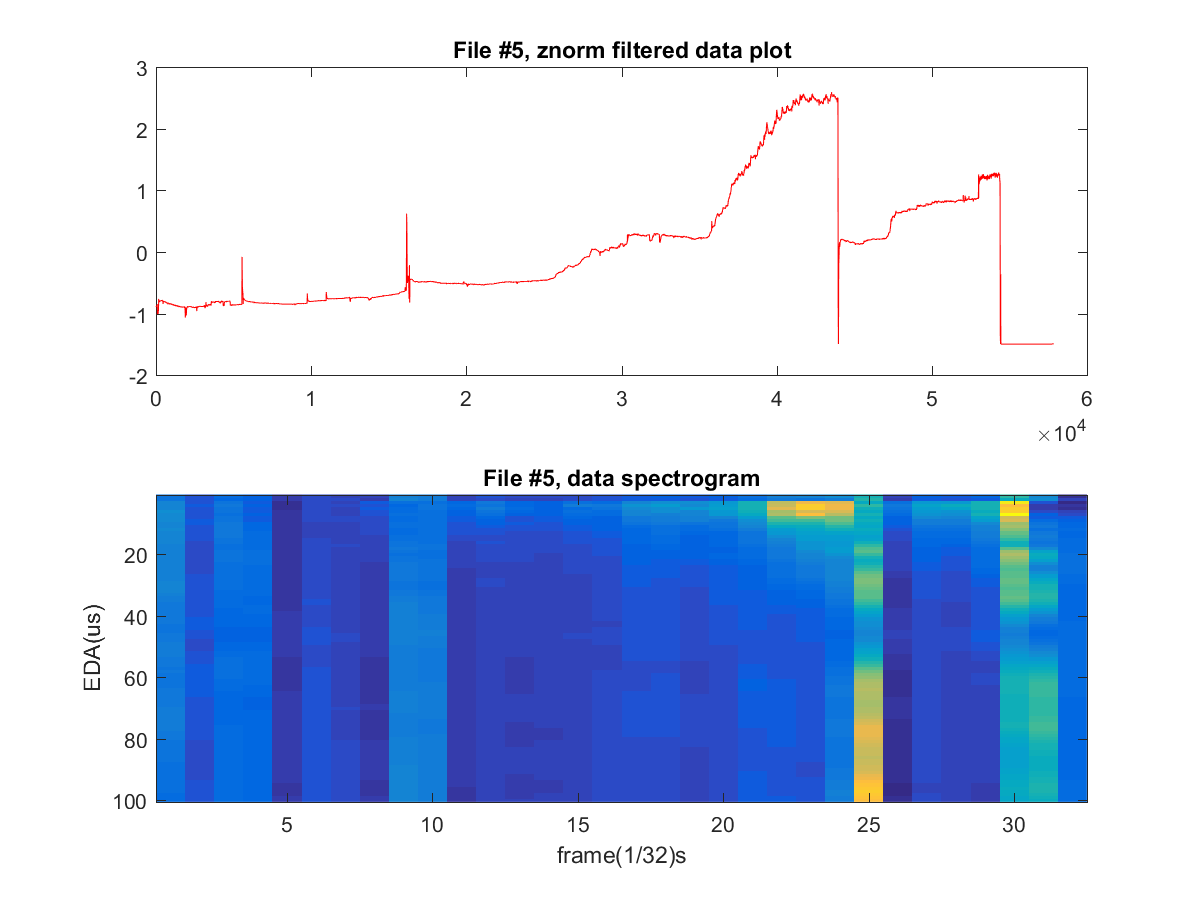 File #5, znorm filtered data plot
3
2
1
0
-1
-2
0 1 2 3 4 5 6
×10^4
File #5, data spectrogram
20
40
60
80
100
EDA(us)
5 10 15 20 25 30
frame(1/32)s